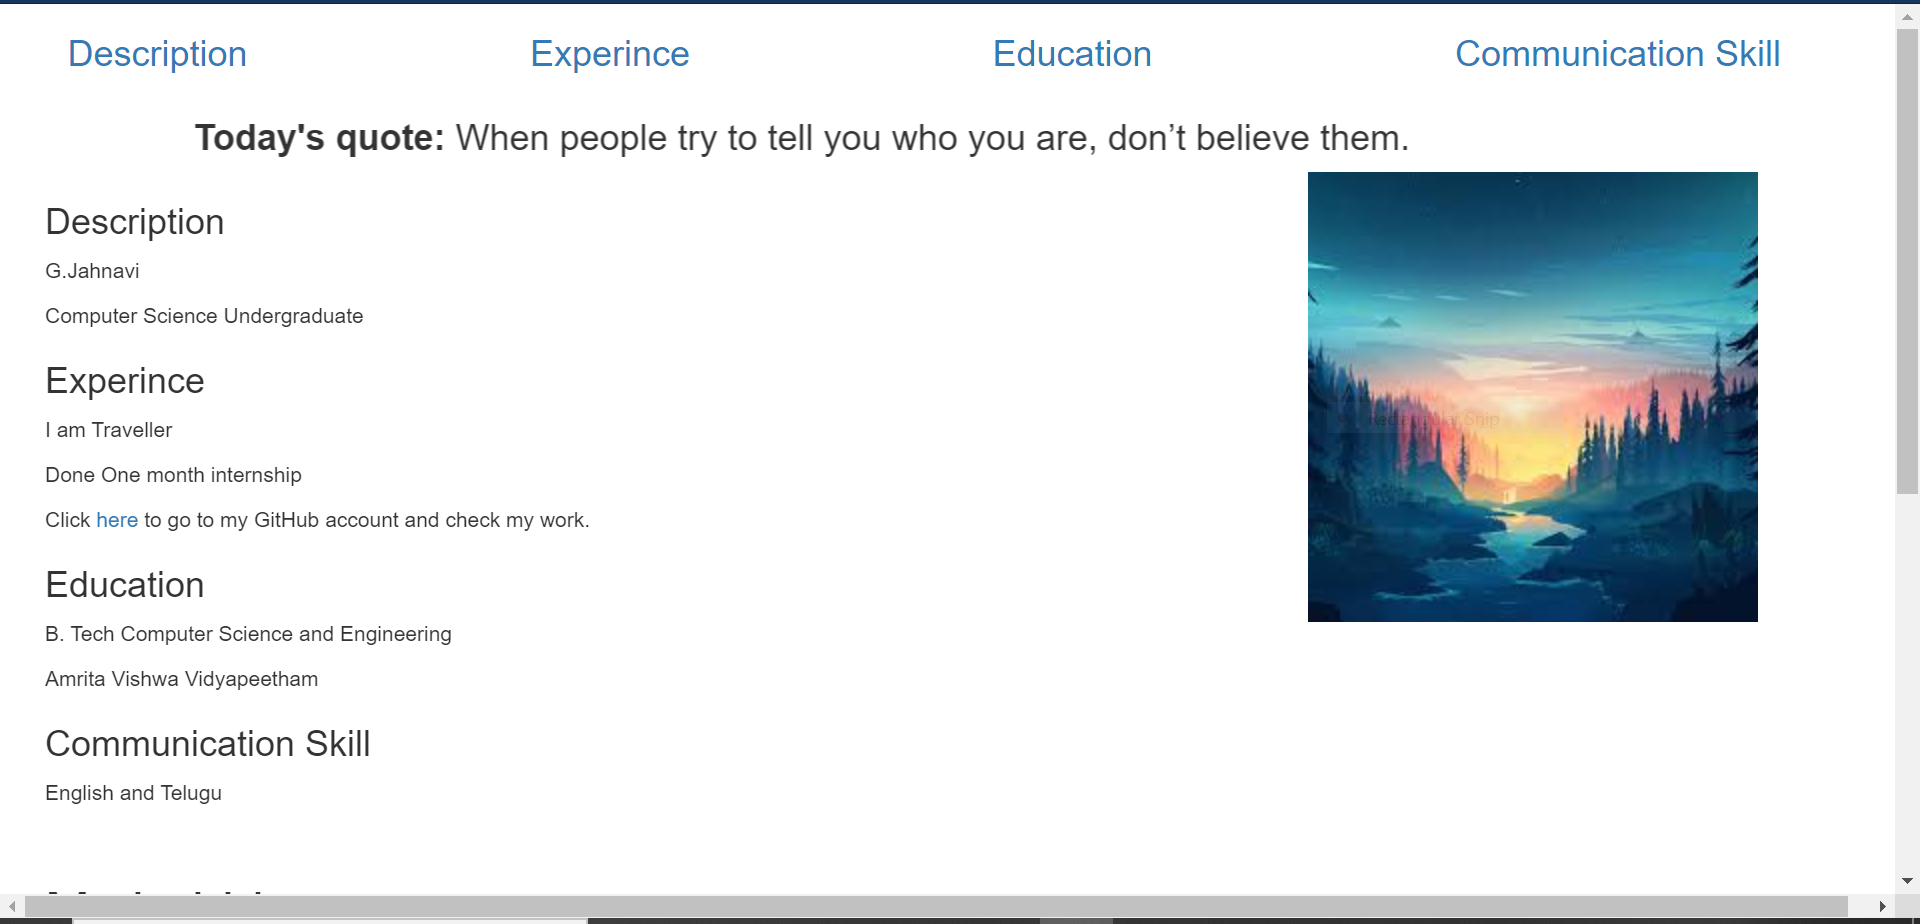 Description Experince Education Communication Skill
Today's quote: When people try to tell you who you are, don’t believe them.
Description
G.Jahnavi
Computer Science Undergraduate
Experince
I am Traveller
Done One month internship
Click here to go to my GitHub account and check my work.
Education
B. Tech Computer Science and Engineering
Amrita Vishwa Vidyapeetham
Communication Skill
English and Telugu
Rectangular Snip